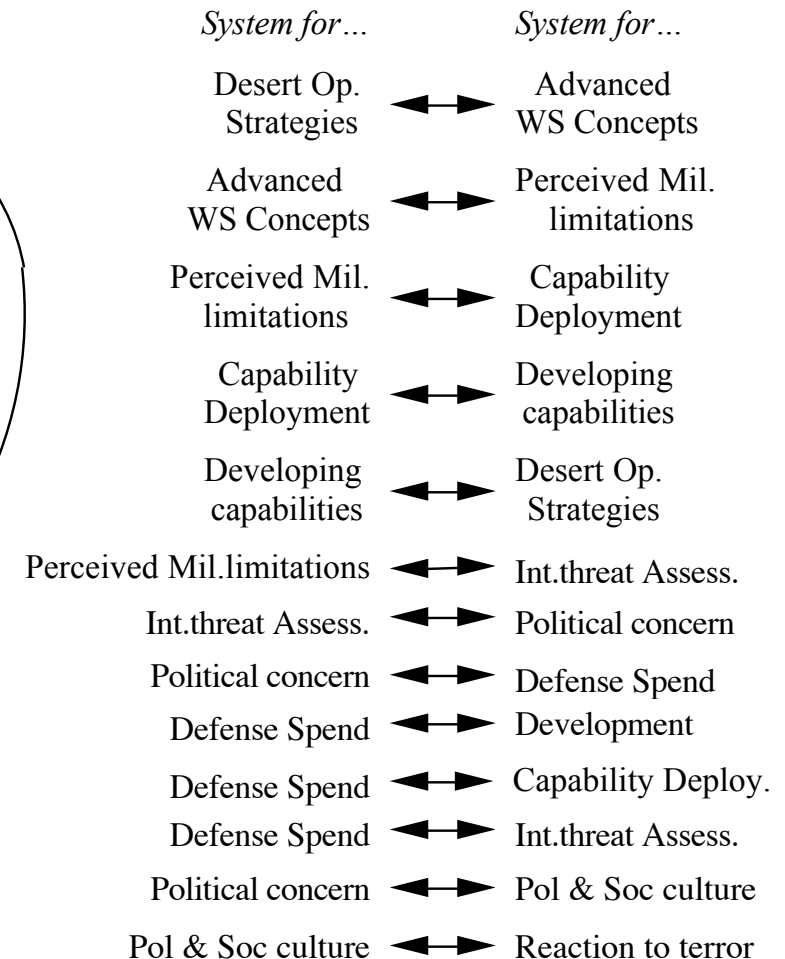 System for… System for…
Desert Op. Advanced
Strategies WS Concepts
Advanced Perceived Mil.
WS Concepts limitations
Perceived Mil. Capability
limitations Deployment
Capability Developing
Deployment capabilities
Developing Desert Op.
capabilities Strategies
Perceived Mil.limitations Int.threat Assess.
Int.threat Assess. Political concern
Political concern Defense Spend
Defense Spend Development
Defense Spend Capability Deploy.
Defense Spend Int.threat Assess.
Political concern Pol & Soc culture
Pol & Soc culture Reaction to terror